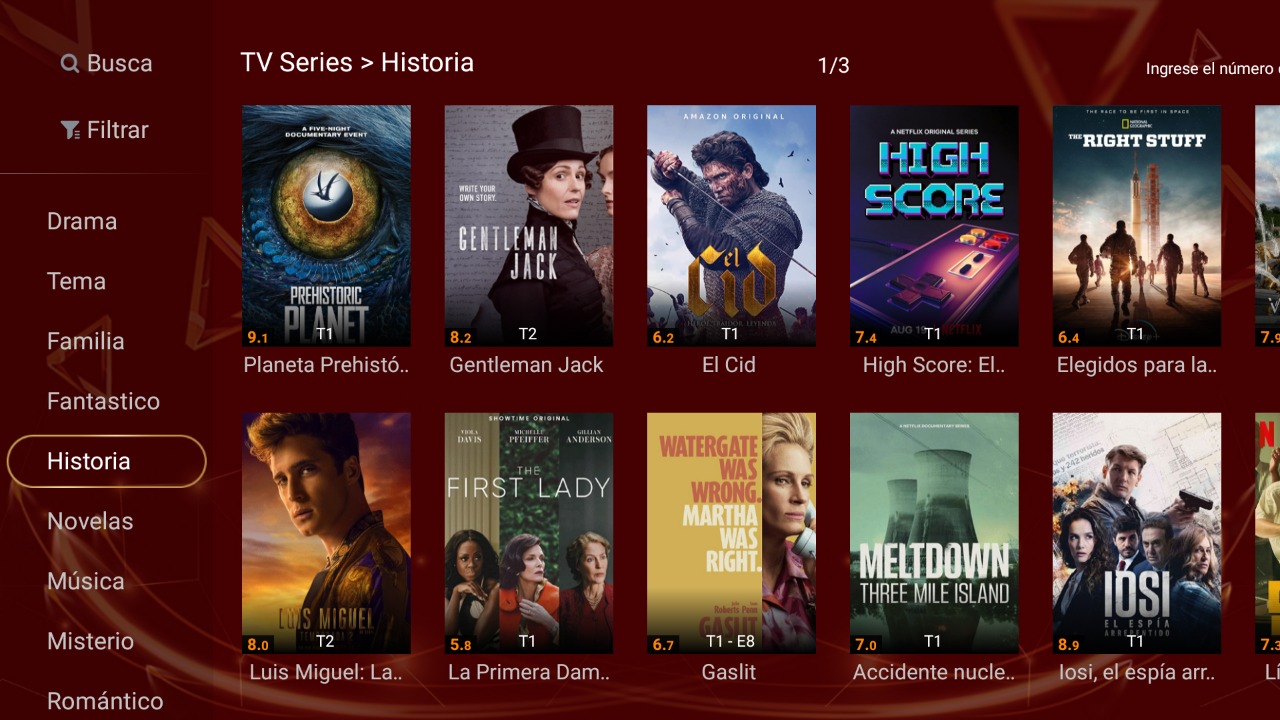 Busca
TV Series > Historia
1/3
Ingrese el número
Filtrar
Drama
Tema
Familia
Fantastico
Historia
Novelas
Música
Misterio
Romántico
A FIVE-NIGHT
DOCUMENTARY EVENT
PREHISTORIC
PLANET
9.1
T1
Planeta Prehistó..
WRITE YOUR
OWN STORY.
GENTLEMAN
JACK
8.2
T2
Gentleman Jack
AMAZON ORIGINAL
el
Cid
6.2
T1
El Cid
A NETFLIX ORIGINAL SERIES
HIGH
SCORE
AUG 19
NETFLIX
7.4
T1
High Score: El..
THE RACE TO BE FIRST IN SPACE
NATIONAL
GEOGRAPHIC
THE RIGHT STUFF
Disney+
6.4
T1
Elegidos para la..
7.9
LUIS MIGUEL
8.0
T2
Luis Miguel: La..
SHOWTIME ORIGINAL
VIOLA
DAVIS
MICHELLE
PFEIFFER
GILLIAN
ANDERSON
THE
FIRST LADY
5.8
T1
La Primera Dam..
WATERGATE
WAS
WRONG.
MARTHA
WAS
RIGHT.
Julia Sean
Roberts Penn
GASLIT
6.7
T1 - E8
Gaslit
A NETFLIX DOCUMENTARY SERIES
MELTDOWN
THREE MILE ISLAND
7.0
T1
Accidente nucle..
y 242 heridos
IOSI
EL ESPÍA
ARREPENTIDO
8.9
T1
Iosi, el espía arr..
N
7.3
Lí